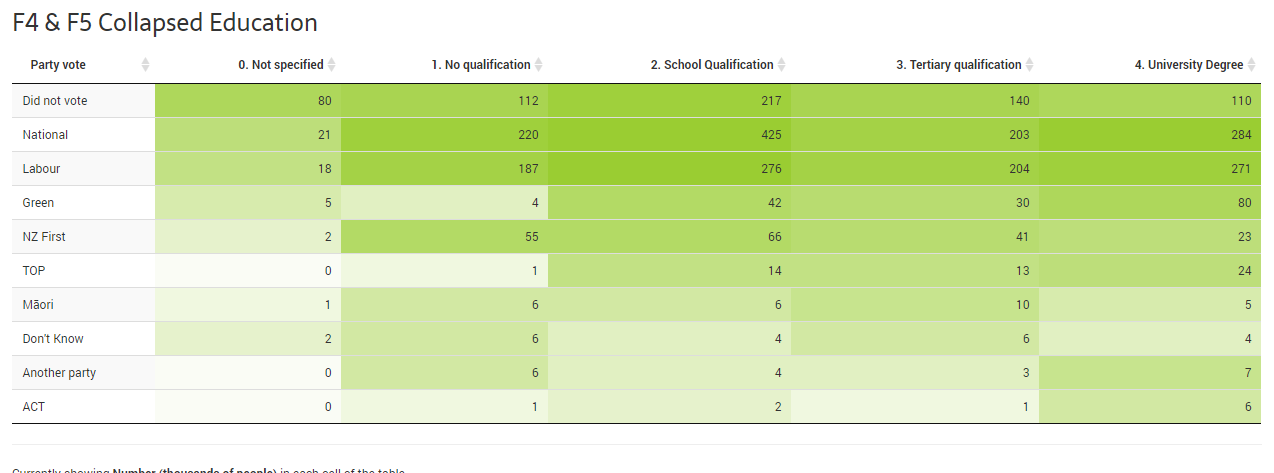 F4 & F5 Collapsed Education
Party vote 0. Not specified 1. No qualification 2. School Qualification 3. Tertiary qualification 4. University Degree
Did not vote 80 112 217 140 110
National 21 220 425 203 284
Labour 18 187 276 204 271
Green 5 4 42 30 80
NZ First 2 55 66 41 23
TOP 0 1 14 13 24
Māori 1 6 6 10 5
Don't Know 2 6 4 6 4
Another party 0 6 4 3 7
ACT 0 1 2 1 6
Currently showing Number (thousands of people) in each cell of the table